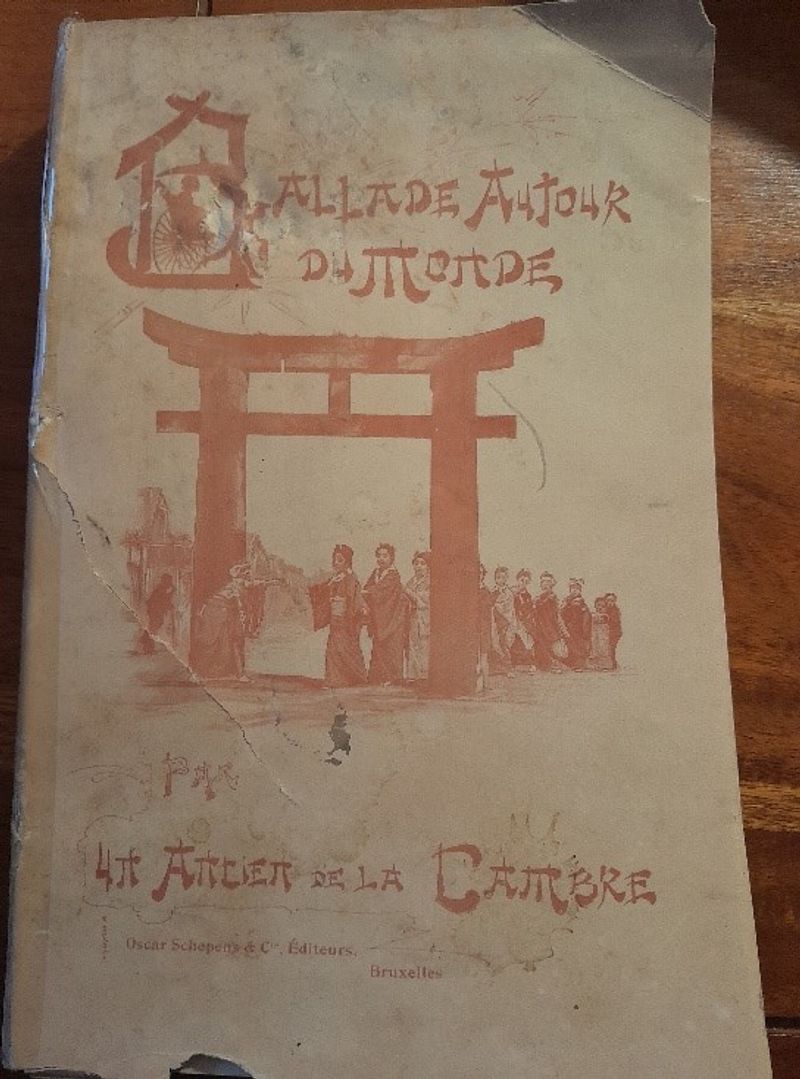 BALLADE AUTOUR
DU MONDE
PAR
UN ANCIEN DE LA CAMBRE
Oscar Schepens & Cie, Éditeurs,
Bruxelles